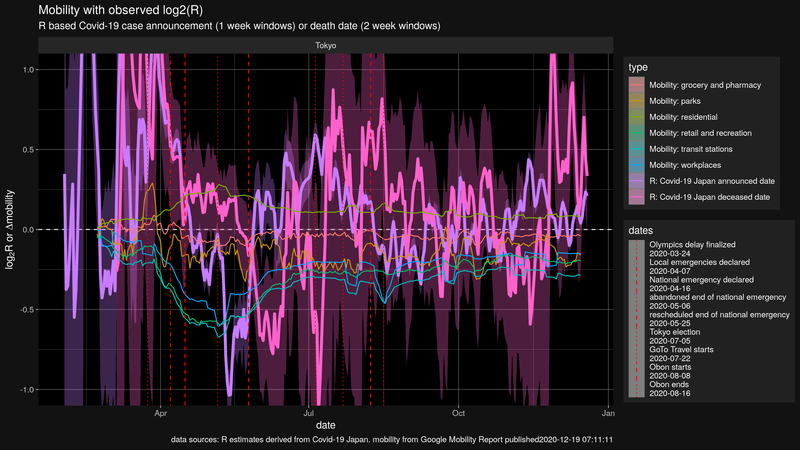 Mobility with observed log2(R)
R based Covid-19 case announcement (1 week windows) or death date (2 week windows)
Tokyo
1.0
0.5
0.0
-0.5
-1.0
log2R or Δmobility
Apr
Jul
Oct
Jan
date
type
Mobility: grocery and pharmacy
Mobility: parks
Mobility: residential
Mobility: retail and recreation
Mobility: transit stations
Mobility: workplaces
R: Covid-19 Japan announced date
R: Covid-19 Japan deceased date
dates
Olympics delay finalized
2020-03-24
Local emergencies declared
2020-04-07
National emergency declared
2020-04-16
abandoned end of national emergency
2020-05-06
rescheduled end of national emergency
2020-05-25
Tokyo election
2020-07-05
GoTo Travel starts
2020-07-22
Obon starts
2020-08-08
Obon ends
2020-08-16
data sources: R estimates derived from Covid-19 Japan. mobility from Google Mobility Report published2020-12-19 07:11:11